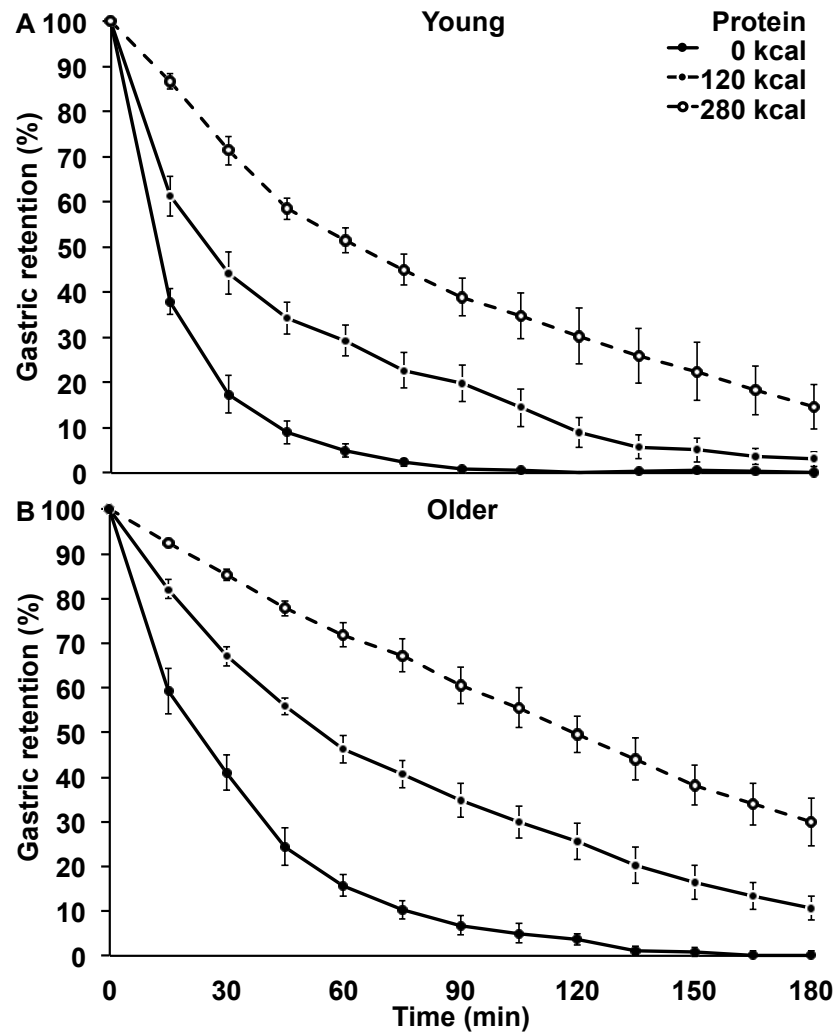 A
Young
Protein
0 kcal
120 kcal
280 kcal
Gastric retention (%)
100
90
80
70
60
50
40
30
20
10
0
B
Older
Gastric retention (%)
100
90
80
70
60
50
40
30
20
10
0
0 30 60 90 120 150 180
Time (min)